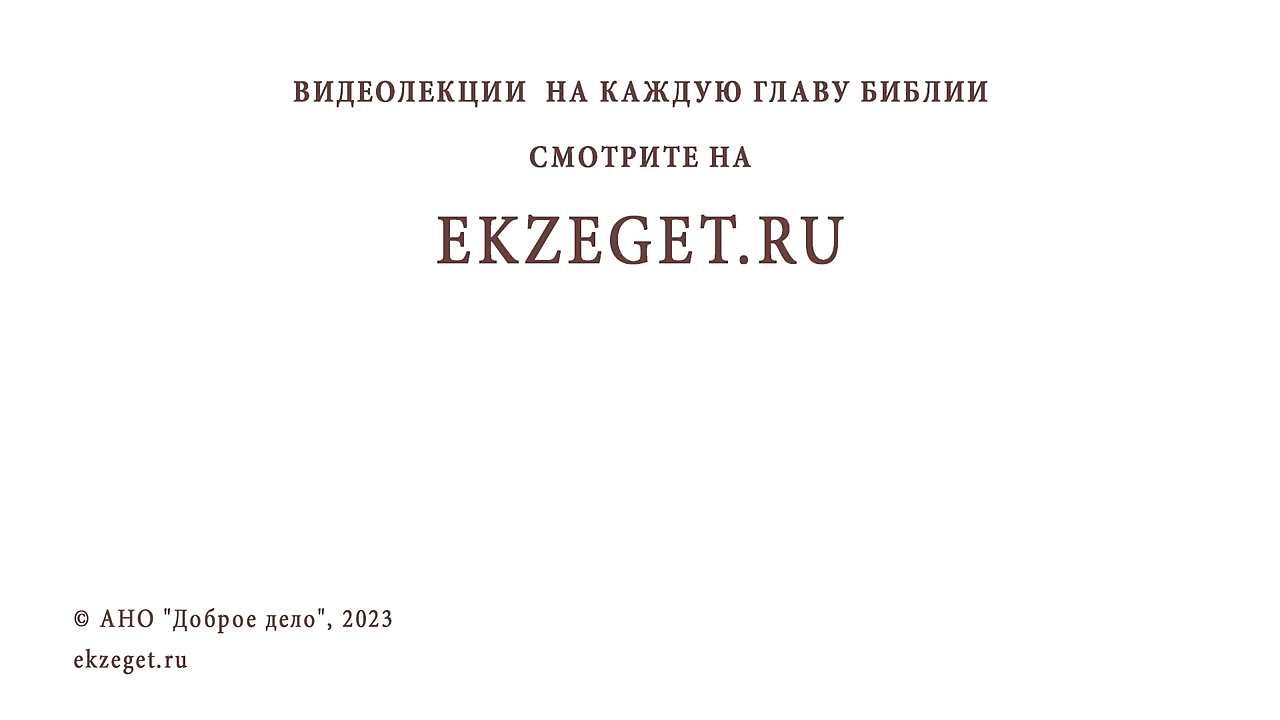 ВИДЕОЛЕКЦИИ НА КАЖДУЮ ГЛАВУ БИБЛИИ
СМОТРИТЕ НА
EKZEGET.RU
© АНО "Доброе дело", 2023
ekzeget.ru